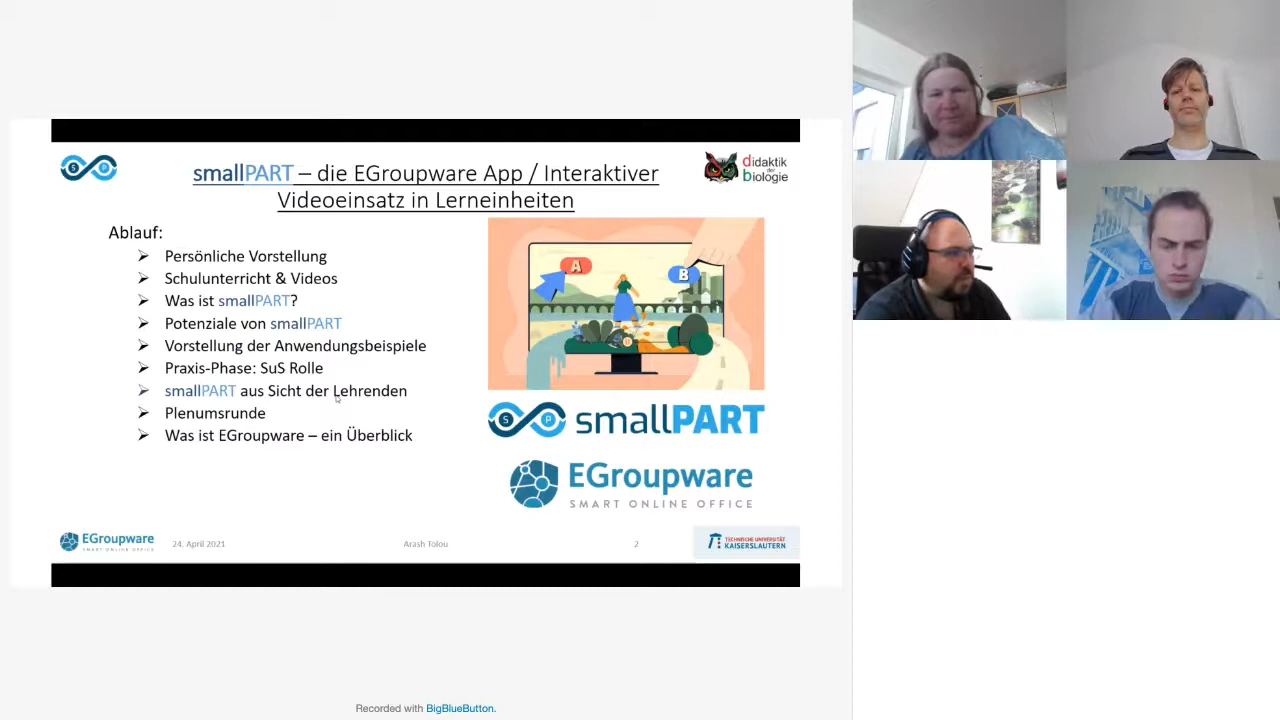 S P
smallPART – die EGroupware App / Interaktiver
Videoeinsatz in Lerneinheiten
didaktik
der
biologie
Ablauf:
Persönliche Vorstellung
Schulunterricht & Videos
Was ist smallPART?
Potenziale von smallPART
Vorstellung der Anwendungsbeispiele
Praxis-Phase: SuS Rolle
smallPART aus Sicht der Lehrenden
Plenumsrunde
Was ist EGroupware – ein Überblick
A
B
S P smallPART
EGroupware
SMART ONLINE OFFICE
EGroupware
SMART ONLINE OFFICE
24. April 2021
Arash Tolou
2
TECHNISCHE UNIVERSITÄT
KAISERSLAUTERN
Recorded with BigBlueButton.